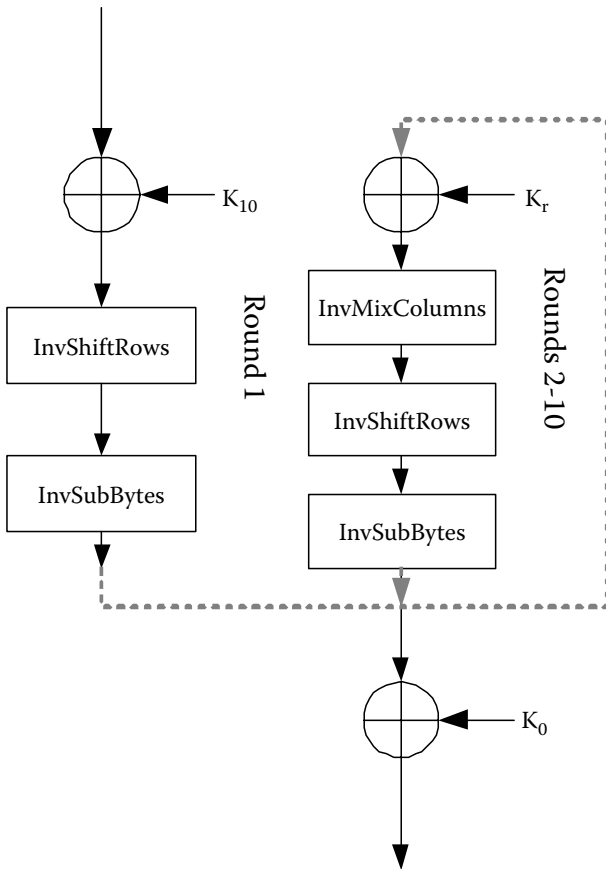 K10
InvShiftRows
InvSubBytes
Round 1
Kr
InvMixColumns
InvShiftRows
InvSubBytes
Rounds 2-10
K0